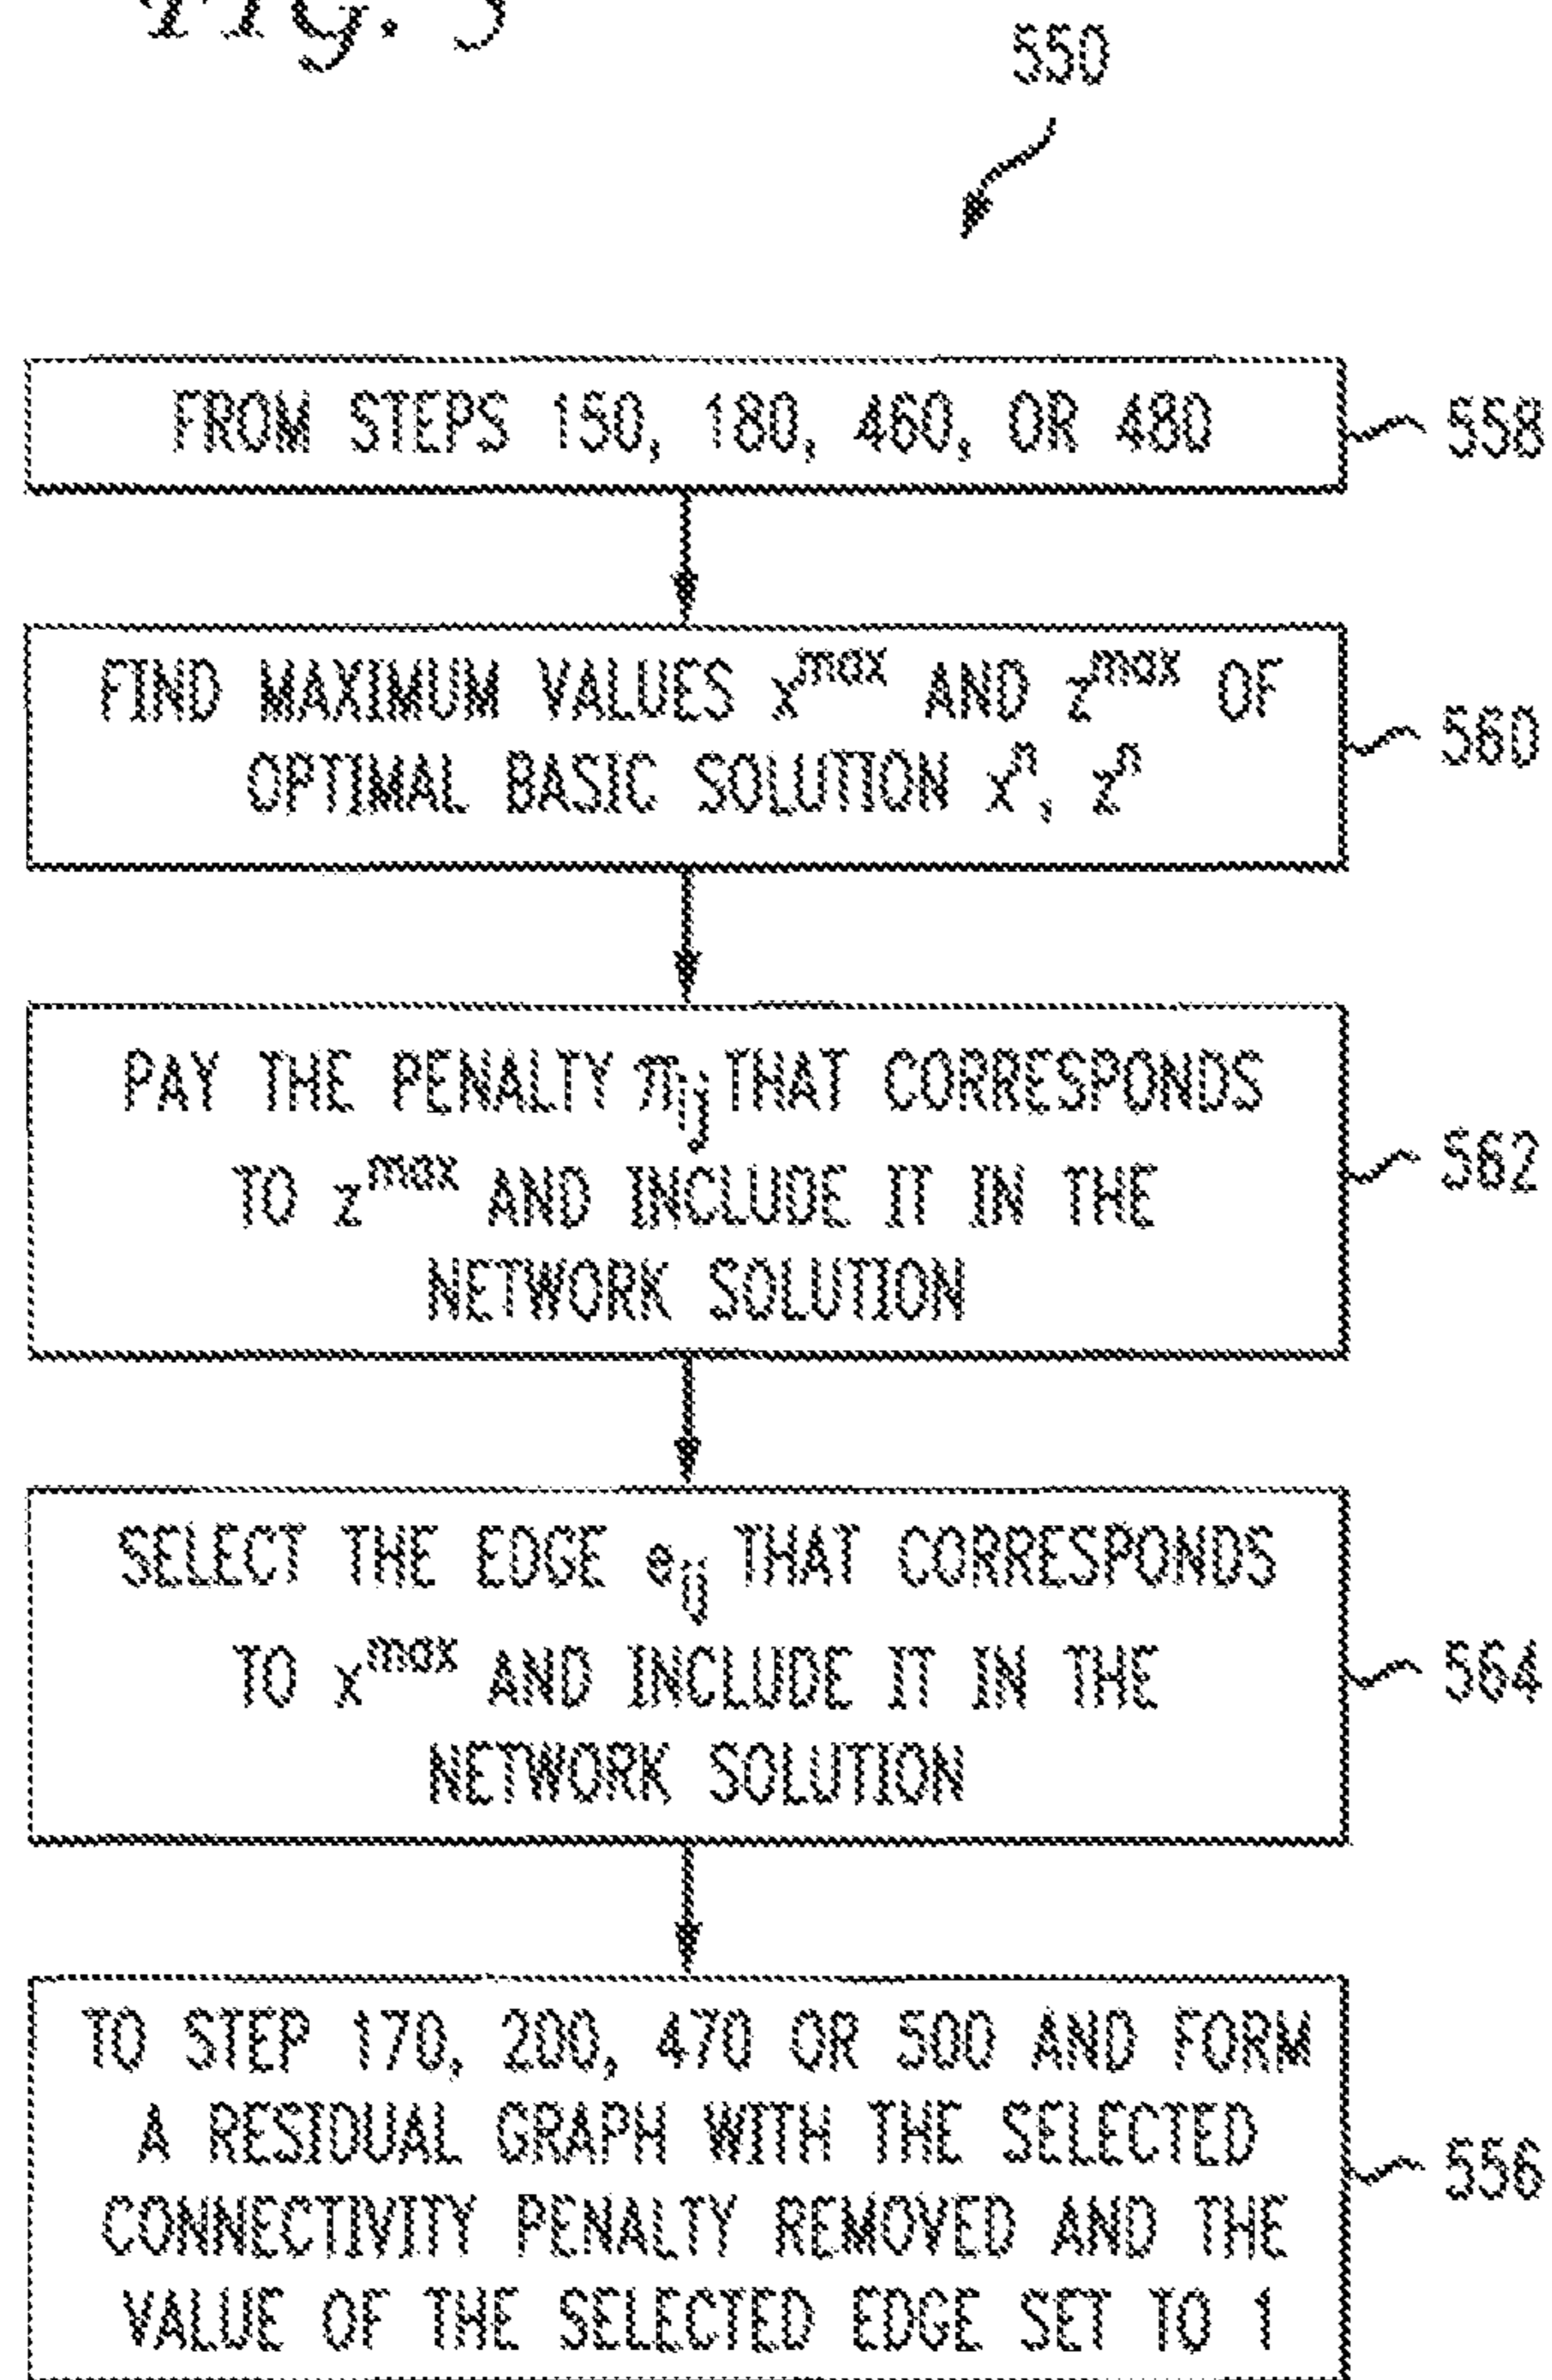 FIG. 5
550
FROM STEPS 150, 180, 460, OR 480
558
FIND MAXIMUM VALUES x^max AND z^max OF
OPTIMAL BASIC SOLUTION x^n, z^n
560
PAY THE PENALTY π_ij THAT CORRESPONDS
TO z^max AND INCLUDE IT IN THE
NETWORK SOLUTION
562
SELECT THE EDGE e_ij THAT CORRESPONDS
TO x^max AND INCLUDE IT IN THE
NETWORK SOLUTION
564
TO STEP 170, 200, 470 OR 500 AND FORM
A RESIDUAL GRAPH WITH THE SELECTED
CONNECTIVITY PENALTY REMOVED AND THE
VALUE OF THE SELECTED EDGE SET TO 1
556